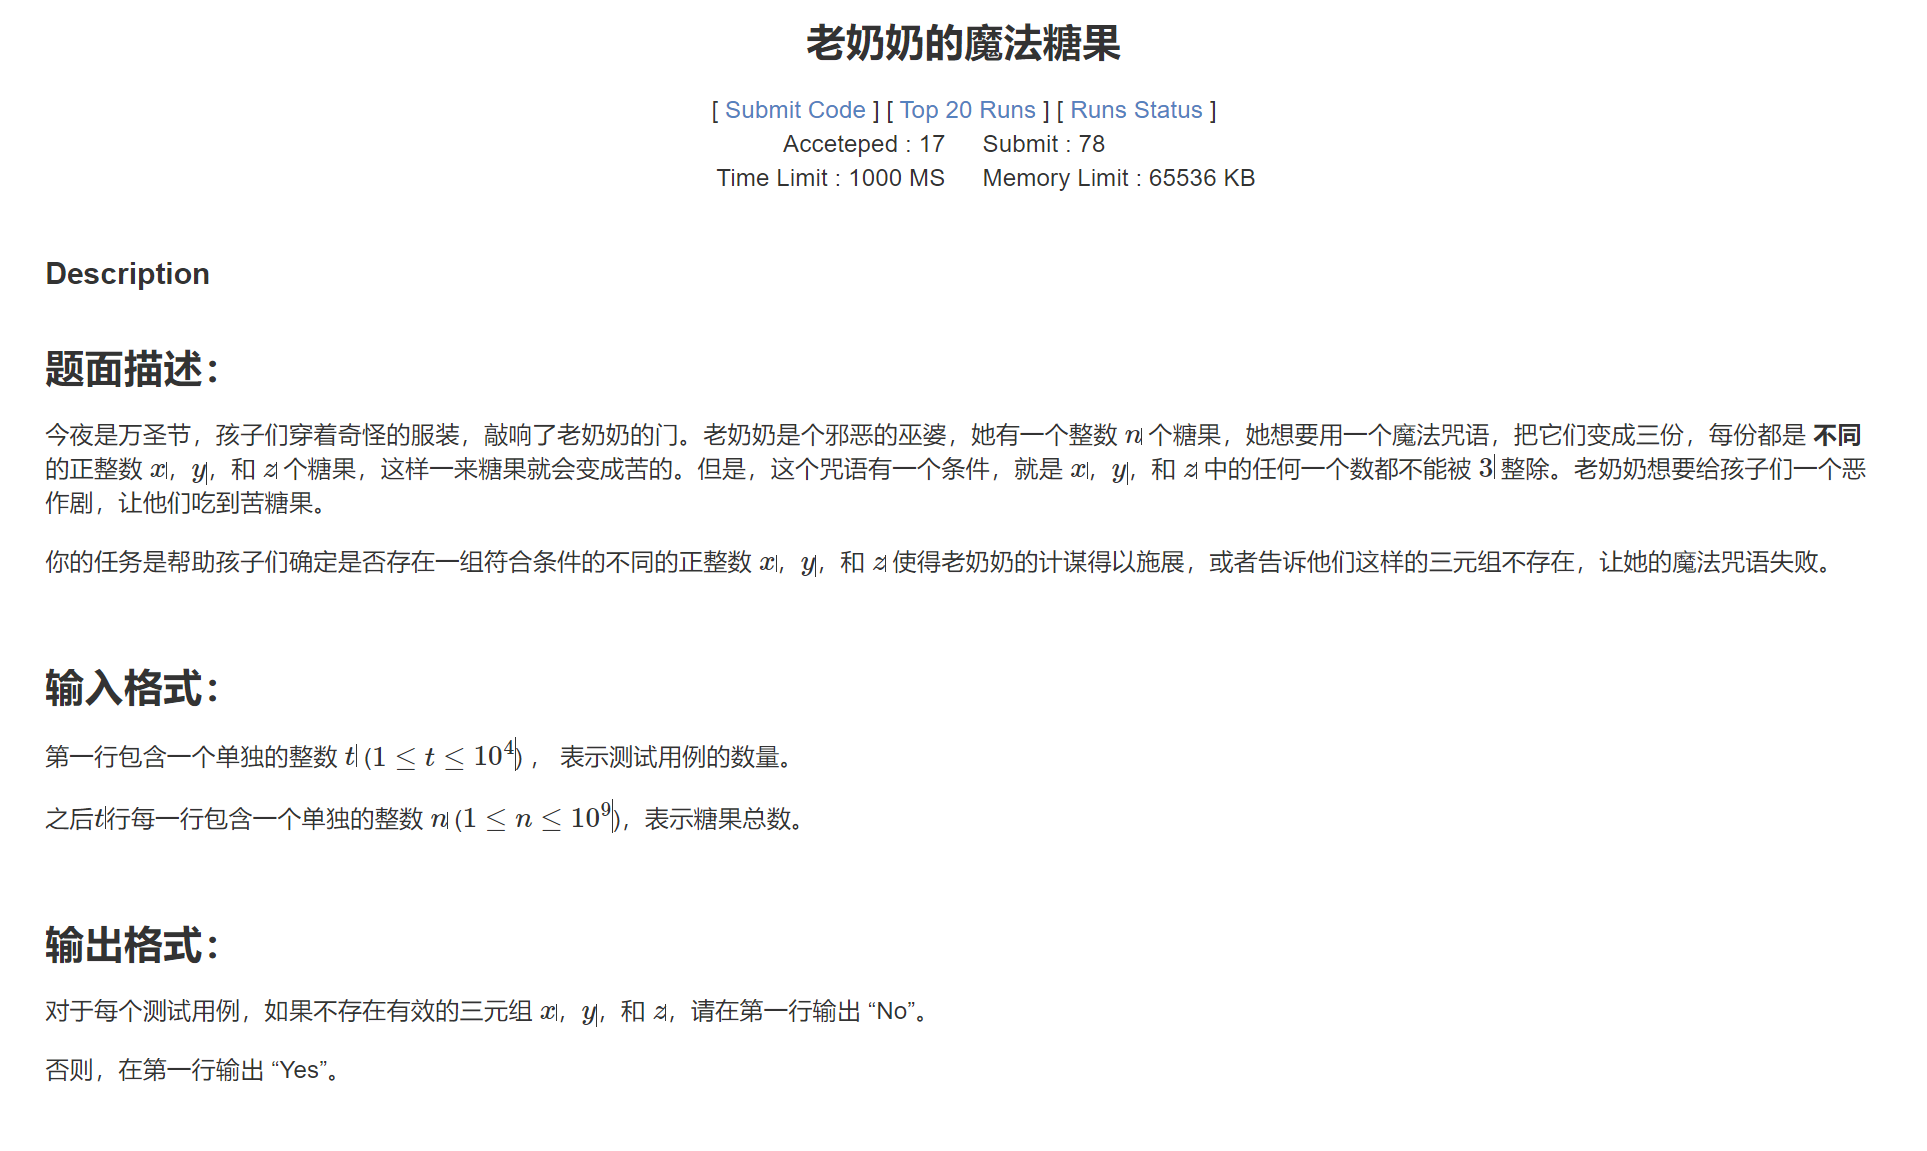 老奶奶的魔法糖果
[ Submit Code ] [ Top 20 Runs ] [ Runs Status ]
Acceteped : 17 Submit : 78
Time Limit : 1000 MS Memory Limit : 65536 KB
Description
题面描述：
今夜是万圣节，孩子们穿着奇怪的服装，敲响了老奶奶的门。老奶奶是个邪恶的巫婆，她有一个整数 n 个糖果，她想要用一个魔法咒语，把它们变成三份，每份都是 不同
的正整数 x，y，和 z 个糖果，这样一来糖果就会变成苦的。但是，这个咒语有一个条件，就是 x，y，和 z 中的任何一个数都不能被 3 整除。老奶奶想要给孩子们一个恶
作剧，让他们吃到苦糖果。
你的任务是帮助孩子们确定是否存在一组符合条件的不同的正整数 x，y，和 z 使得老奶奶的计谋得以施展，或者告诉他们这样的三元组不存在，让她的魔法咒语失败。
输入格式：
第一行包含一个单独的整数 t (1 ≤ t ≤ 10^4) ， 表示测试用例的数量。
之后t行每一行包含一个单独的整数 n (1 ≤ n ≤ 10^9)，表示糖果总数。
输出格式：
对于每个测试用例，如果不存在有效的三元组 x，y，和 z，请在第一行输出 “No”。
否则，在第一行输出 “Yes”。